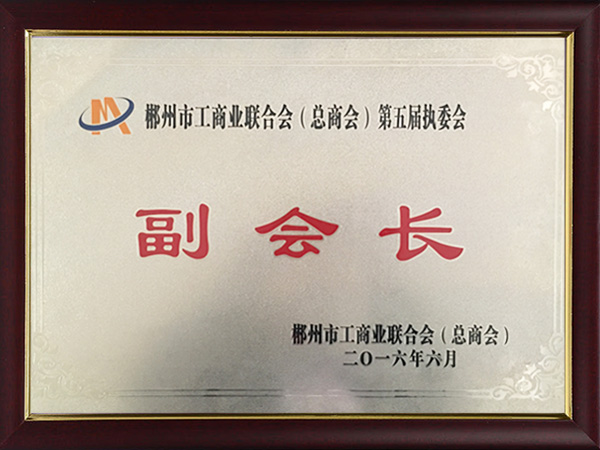 郴州市工商业联合会（总商会）第五届执委会
副会长
郴州市工商业联合会（总商会）
二〇一六年六月